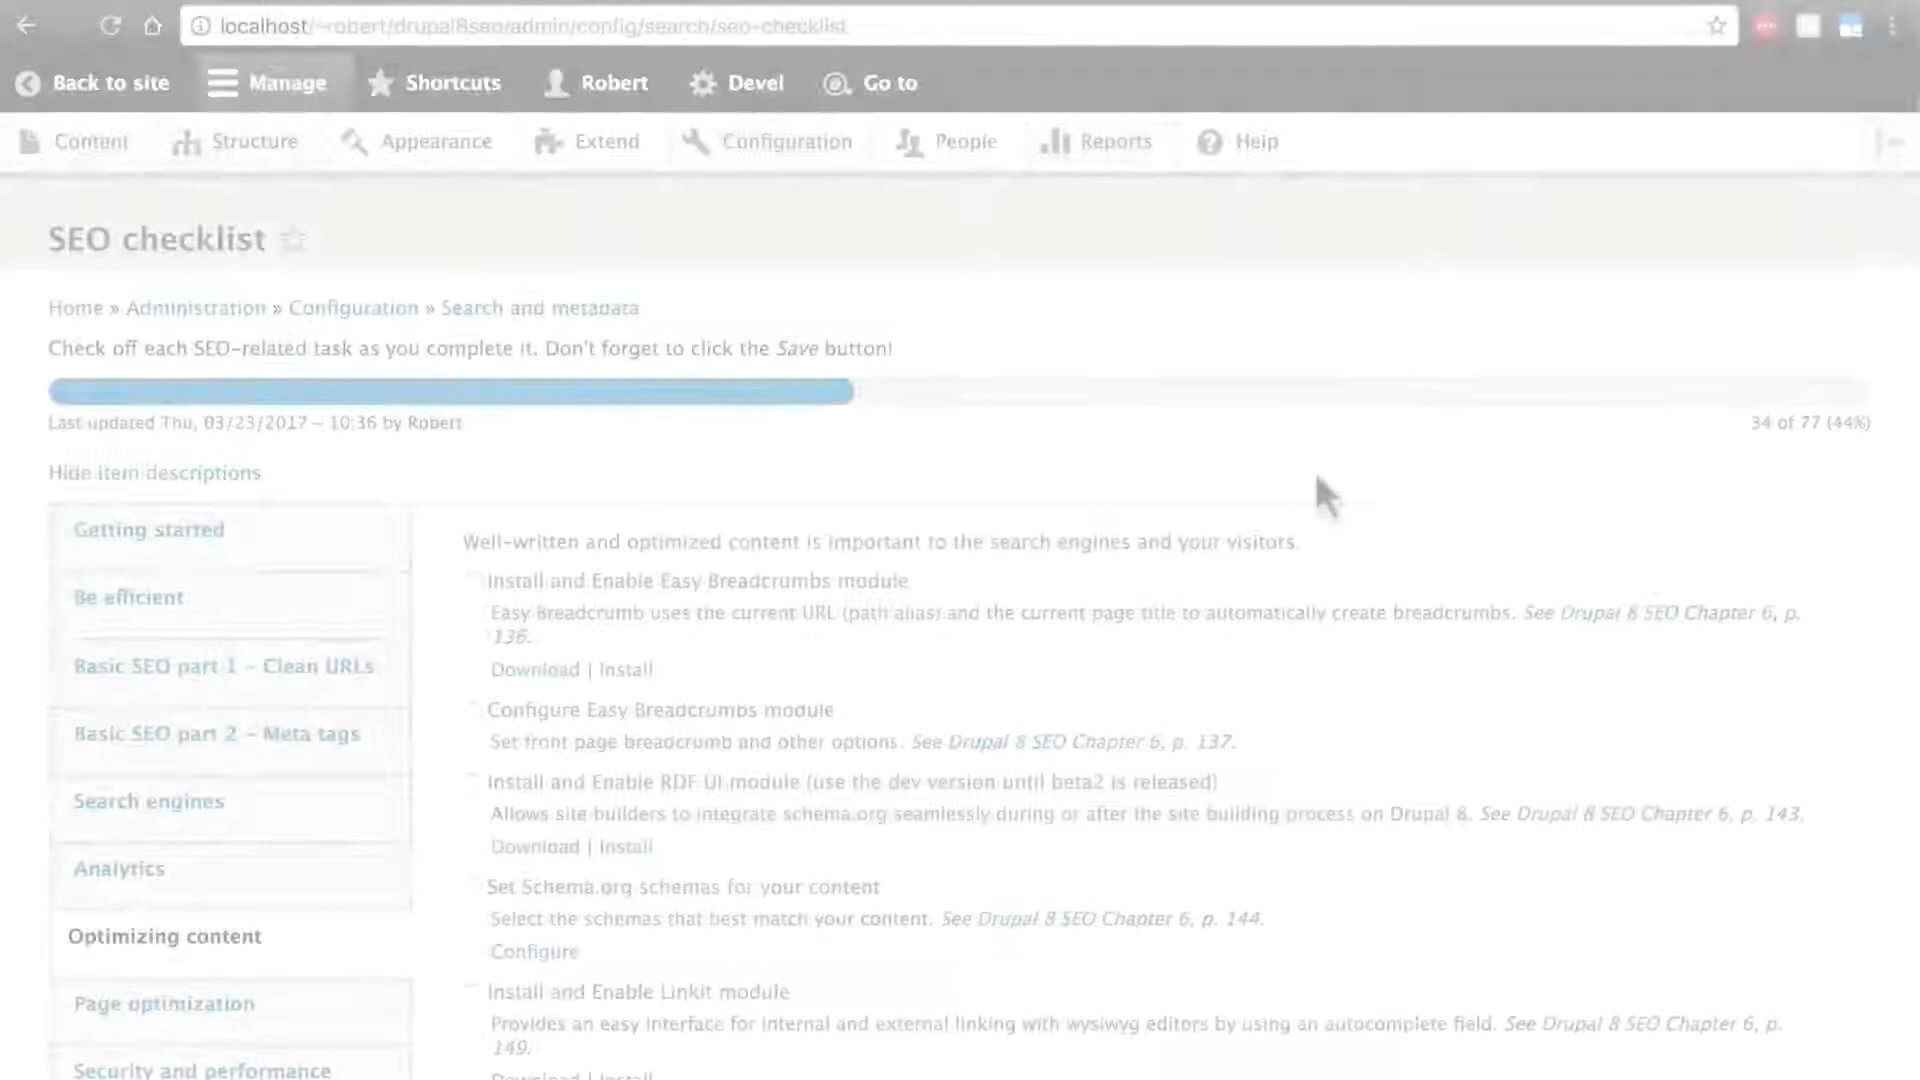 localhost/~robert/drupal8seo/admin/config/search/seo-checklist
Back to site Manage Shortcuts Robert Devel Go to
Content Structure Appearance Extend Configuration People Reports Help
SEO checklist
Home » Administration » Configuration » Search and metadata
Check off each SEO-related task as you complete it. Don't forget to click the Save button!
Last updated Thu, 03/23/2017 – 10:36 by Robert
34 of 77 (44%)
Hide item descriptions
Getting started
Be efficient
Basic SEO part 1 – Clean URLs
Basic SEO part 2 – Meta tags
Search engines
Analytics
Optimizing content
Page optimization
Security and performance
Well-written and optimized content is important to the search engines and your visitors.
Install and Enable Easy Breadcrumbs module
Easy Breadcrumb uses the current URL (path alias) and the current page title to automatically create breadcrumbs. See Drupal 8 SEO Chapter 6, p.
136.
Download | Install
Configure Easy Breadcrumbs module
Set front page breadcrumb and other options. See Drupal 8 SEO Chapter 6, p. 137.
Install and Enable RDF UI module (use the dev version until beta2 is released)
Allows site builders to integrate schema.org seamlessly during or after the site building process on Drupal 8. See Drupal 8 SEO Chapter 6, p. 143.
Download | Install
Set Schema.org schemas for your content
Select the schemas that best match your content. See Drupal 8 SEO Chapter 6, p. 144.
Configure
Install and Enable Linkit module
Provides an easy interface for internal and external linking with wysiwyg editors by using an autocomplete field. See Drupal 8 SEO Chapter 6, p.
149.
Download | Install